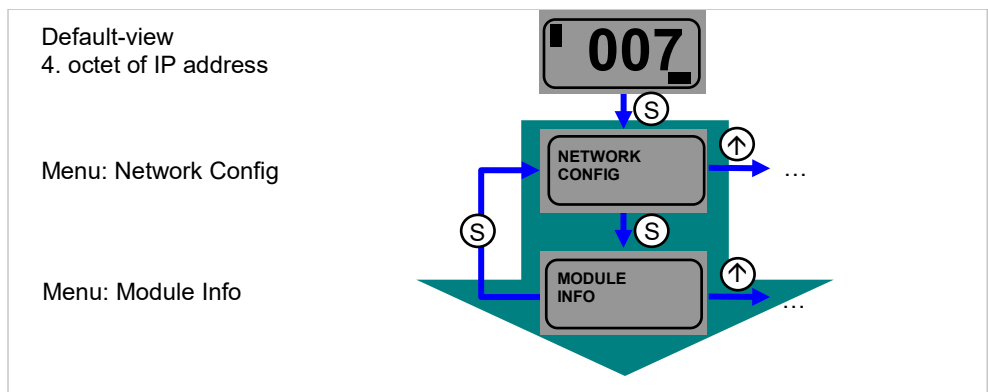 Default-view
4. octet of IP address
007
S
Menu: Network Config
NETWORK
CONFIG
↑
…
S
S
Menu: Module Info
MODULE
INFO
↑
…